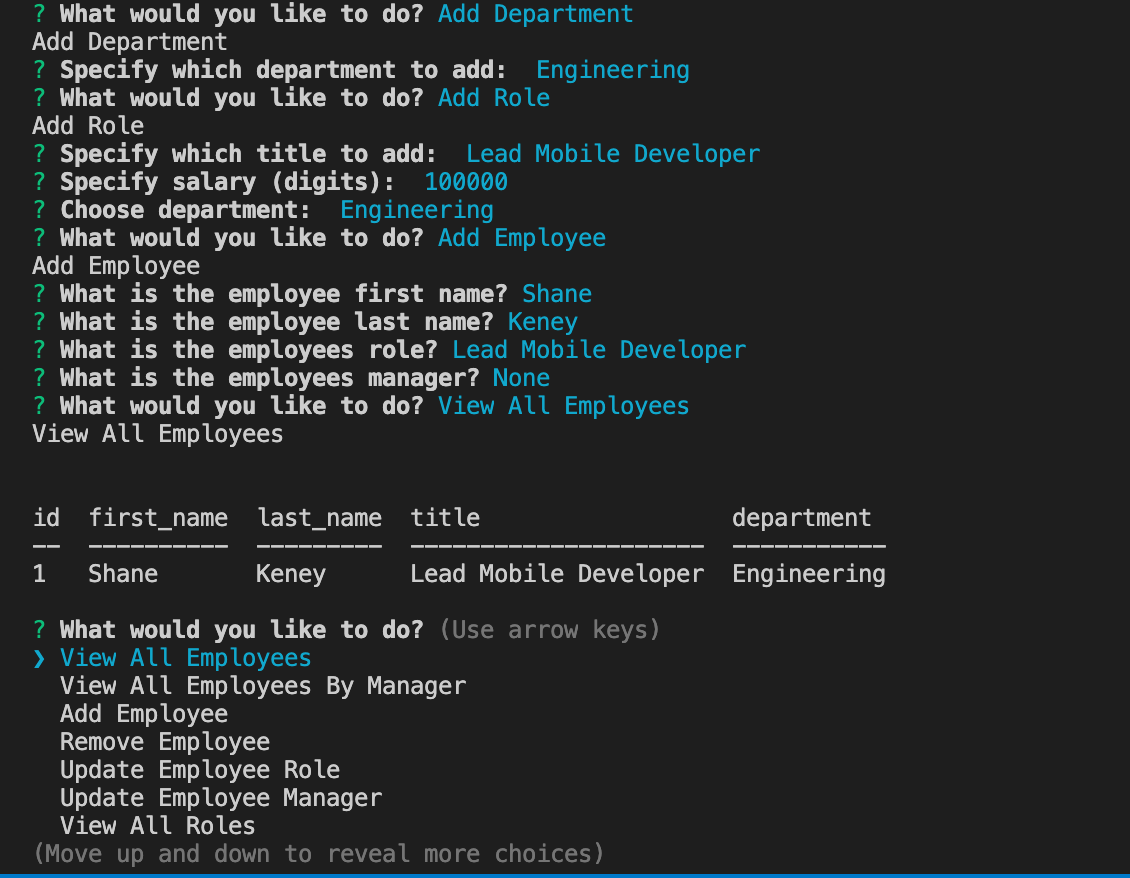 ? What would you like to do? Add Department
Add Department
? Specify which department to add:  Engineering
? What would you like to do? Add Role
Add Role
? Specify which title to add:  Lead Mobile Developer
? Specify salary (digits):  100000
? Choose department:  Engineering
? What would you like to do? Add Employee
Add Employee
? What is the employee first name? Shane
? What is the employee last name? Keney
? What is the employees role? Lead Mobile Developer
? What is the employees manager? None
? What would you like to do? View All Employees
View All Employees
id  first_name  last_name  title                  department
--  ----------  ---------  ---------------------  -----------
1   Shane       Keney      Lead Mobile Developer  Engineering
? What would you like to do? (Use arrow keys)
❯ View All Employees
  View All Employees By Manager
  Add Employee
  Remove Employee
  Update Employee Role
  Update Employee Manager
  View All Roles
(Move up and down to reveal more choices)